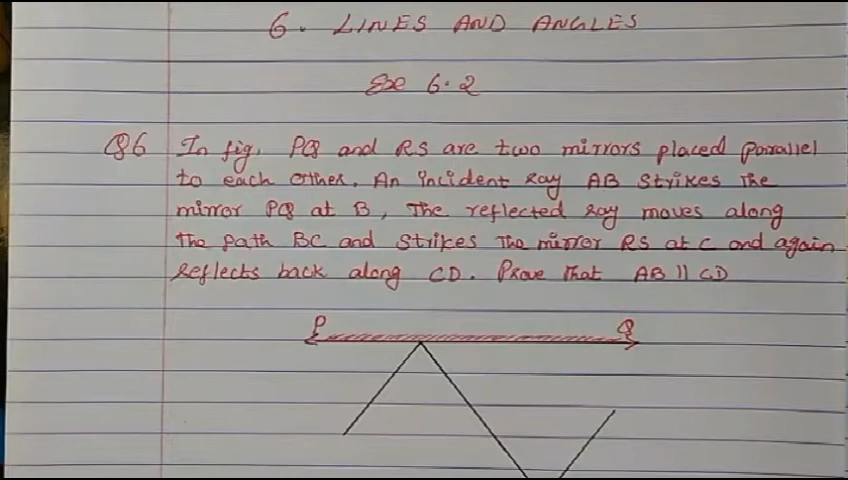 6. LINES AND ANGLES
Exe 6.2
Q6 In fig, PQ and RS are two mirrors placed parallel
to each other. An incident ray AB strikes the
mirror PQ at B, The reflected ray moves along
the path BC and strikes the mirror RS at C and again
reflects back along CD. Prove that AB || CD
P Q